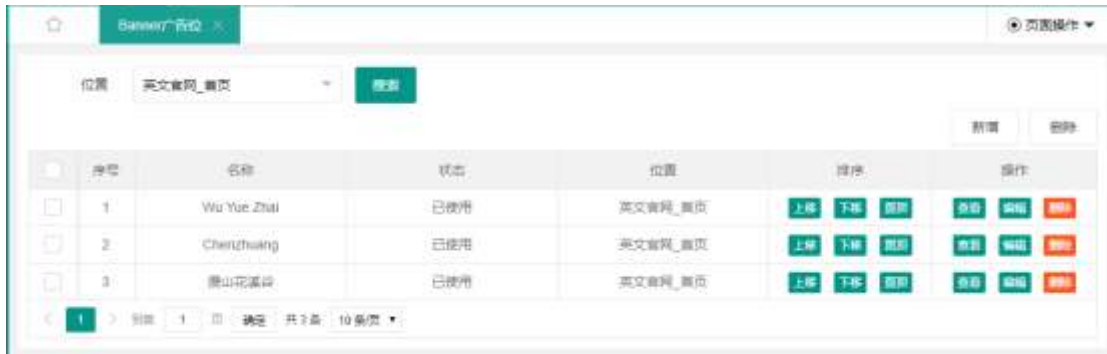 Banner广告位
页面操作
位置 英文官网_首页 搜索
新增 删除
序号 名称 状态 位置 排序 操作
1 Wu Yue Zhai 已使用 英文官网_首页 上移 下移 置顶 查看 编辑 删除
2 Chenzhuang 已使用 英文官网_首页 上移 下移 置顶 查看 编辑 删除
3 山花溪谷 已使用 英文官网_首页 上移 下移 置顶 查看 编辑 删除
1 到第 1 页 确定 共 3 条 10 条/页